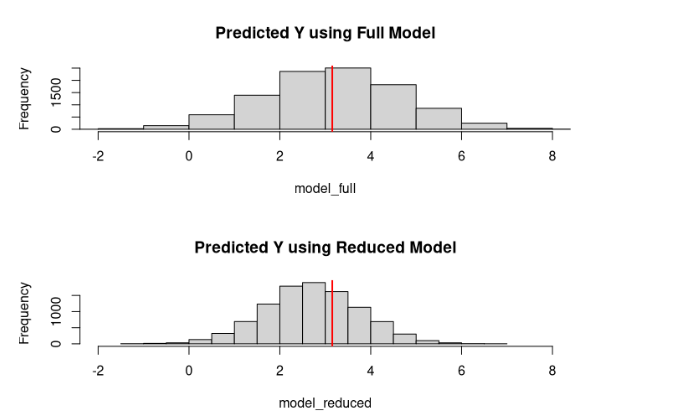 Predicted Y using Full Model
Frequency
0 1500
-2 0 2 4 6 8
model_full
Predicted Y using Reduced Model
Frequency
0 1000
-2 0 2 4 6 8
model_reduced